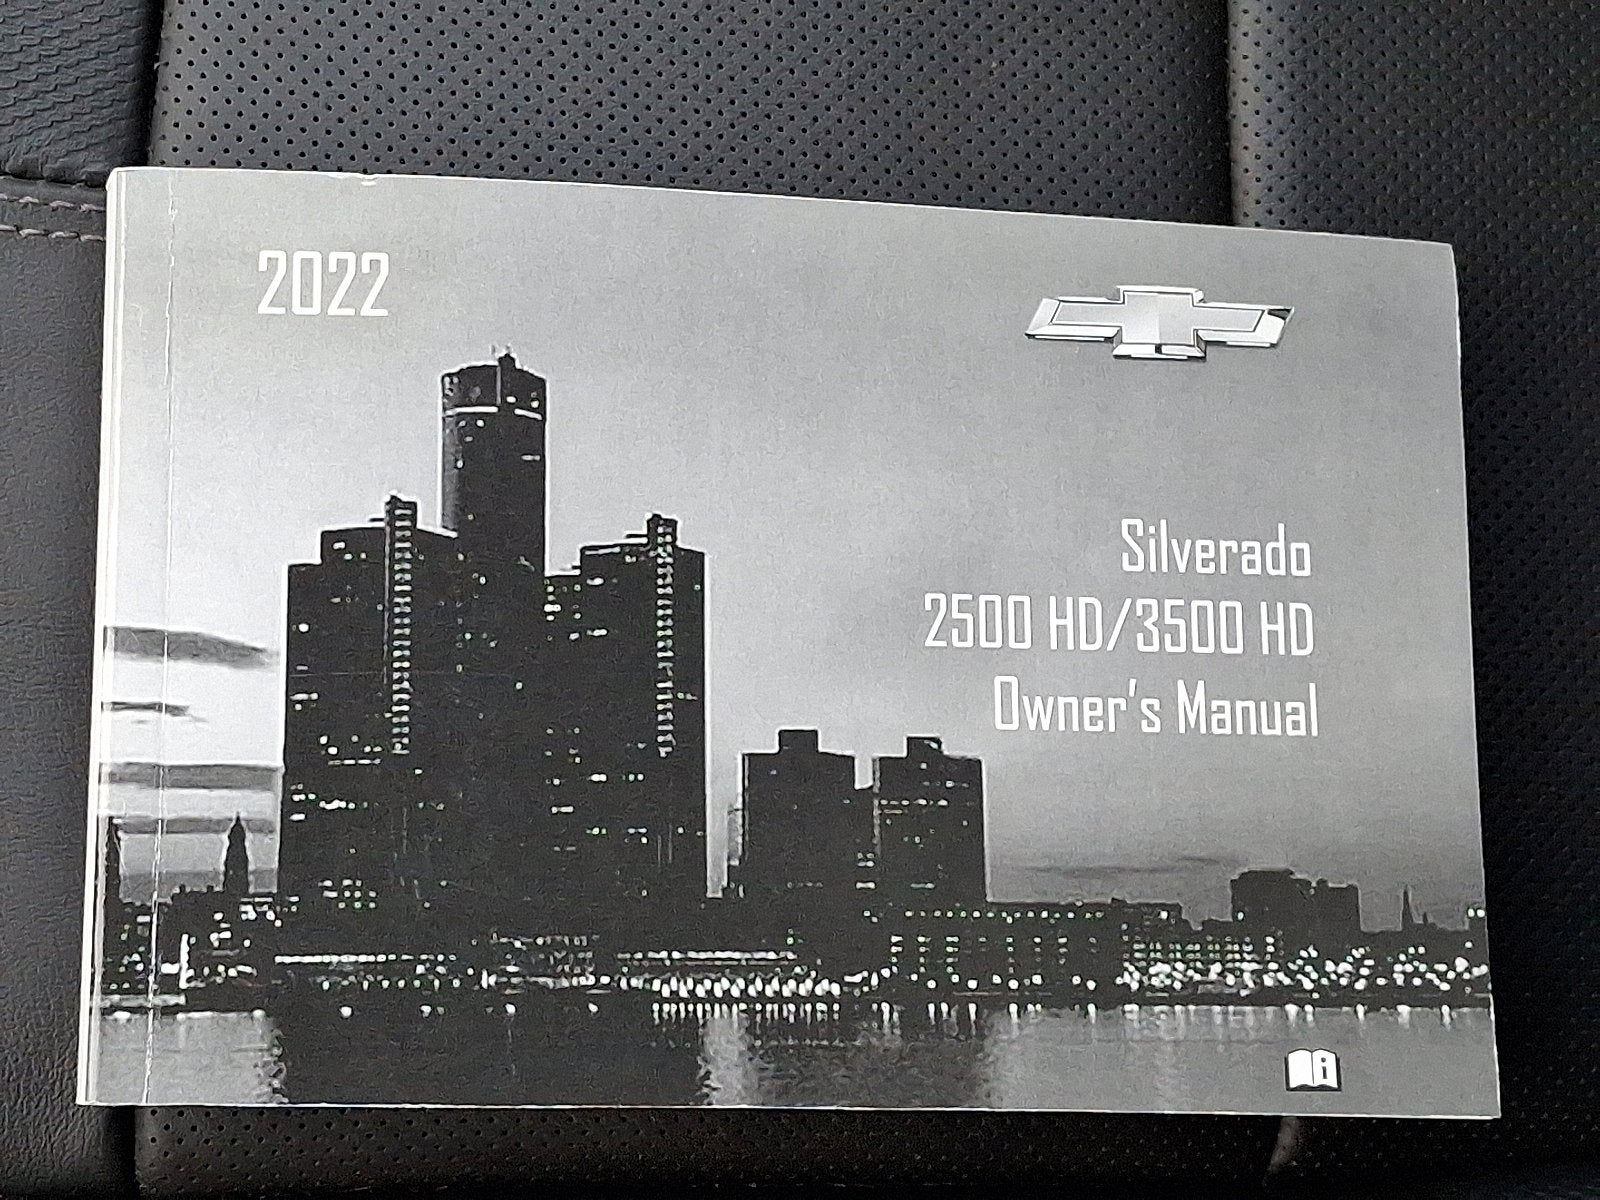 2022
Silverado
2500 HD/3500 HD
Owner's Manual
i